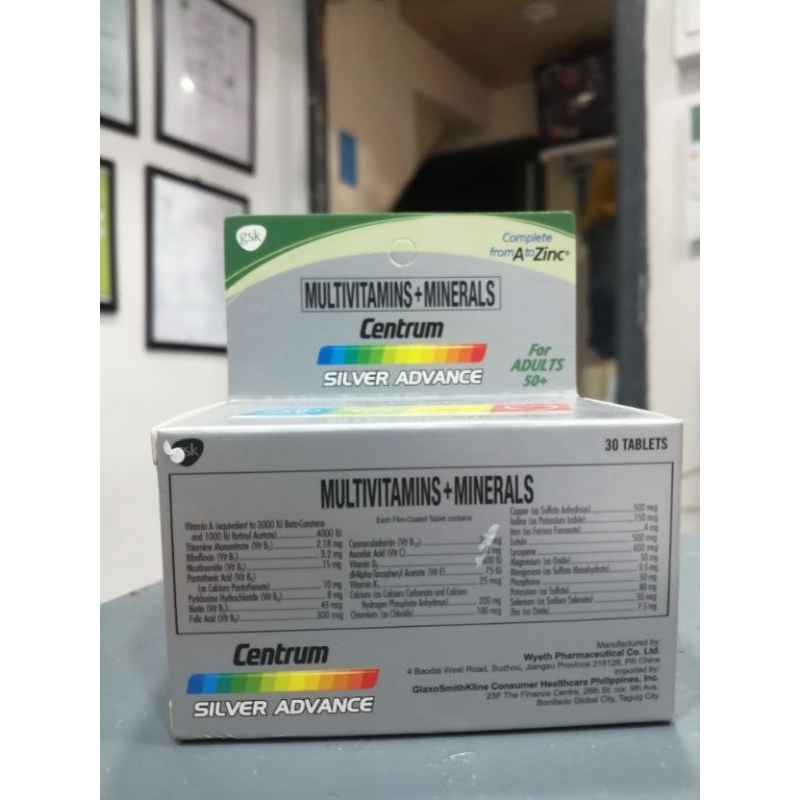 gsk
Complete
from A to Zinc®
MULTIVITAMINS+MINERALS
Centrum
SILVER ADVANCE
For
ADULTS
50+
sk
30 TABLETS
MULTIVITAMINS+MINERALS
Each Film-Coated Tablet contains:
Vitamin A (equivalent to 3000 IU Beta-Carotene
and 1000 IU Retinyl Acetate) 4000 IU
Thiamine Mononitrate (Vit B₁) 2.18 mg
Riboflavin (Vit B₂) 3.2 mg
Nicotinamide (Vit B₃) 15 mg
Pantothenic Acid (Vit B₅)
(as Calcium Pantothenate) 10 mg
Pyridoxine Hydrochloride (Vit B₆) 8 mg
Biotin (Vit B₇) 45 mcg
Folic Acid (Vit B₉) 300 mcg
Cyanocobalamin (Vit B₁₂)
Ascorbic Acid (Vit C) mg
Vitamin D₃ IU
dl-Alpha-Tocopheryl Acetate (Vit E) 75 IU
Vitamin K₁ 25 mcg
Calcium (as Calcium Carbonate and Calcium
Hydrogen Phosphate Anhydrous) 200 mg
Chromium (as Chloride) 100 mcg
Copper (as Sulfate Anhydrous) 500 mcg
Iodine (as Potassium Iodide) 150 mcg
Iron (as Ferrous Fumarate) 4 mg
Lutein 500 mcg
Lycopene 600 mcg
Magnesium (as Oxide) 50 mg
Manganese (as Sulfate Monohydrate) 3.5 mg
Phosphorus 50 mg
Potassium (as Sulfate) 80 mg
Selenium (as Sodium Selenate) 55 mcg
Zinc (as Oxide) 7.5 mg
Centrum
SILVER ADVANCE
Manufactured by:
Wyeth Pharmaceutical Co. Ltd.
4 Baodai West Road, Suzhou, Jiangsu Province 215128, PR China
Imported by:
GlaxoSmithKline Consumer Healthcare Philippines, Inc.
23F The Finance Centre, 26th St. cor. 9th Ave.
Bonifacio Global City, Taguig City